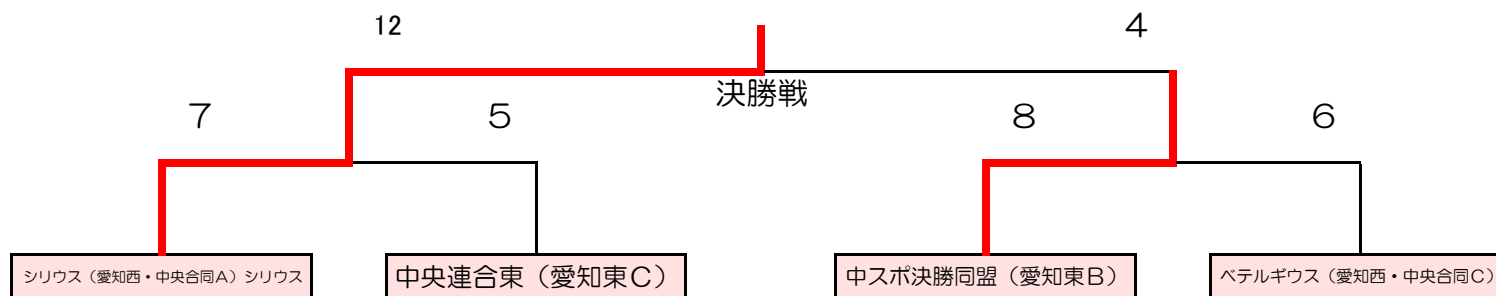 12
４
決勝戦
７
５
８
６
シリウス（愛知西・中央合同Ａ）シリウス
中央連合東（愛知東Ｃ）
中スポ決勝同盟（愛知東Ｂ）
ベテルギウス（愛知西・中央合同Ｃ）